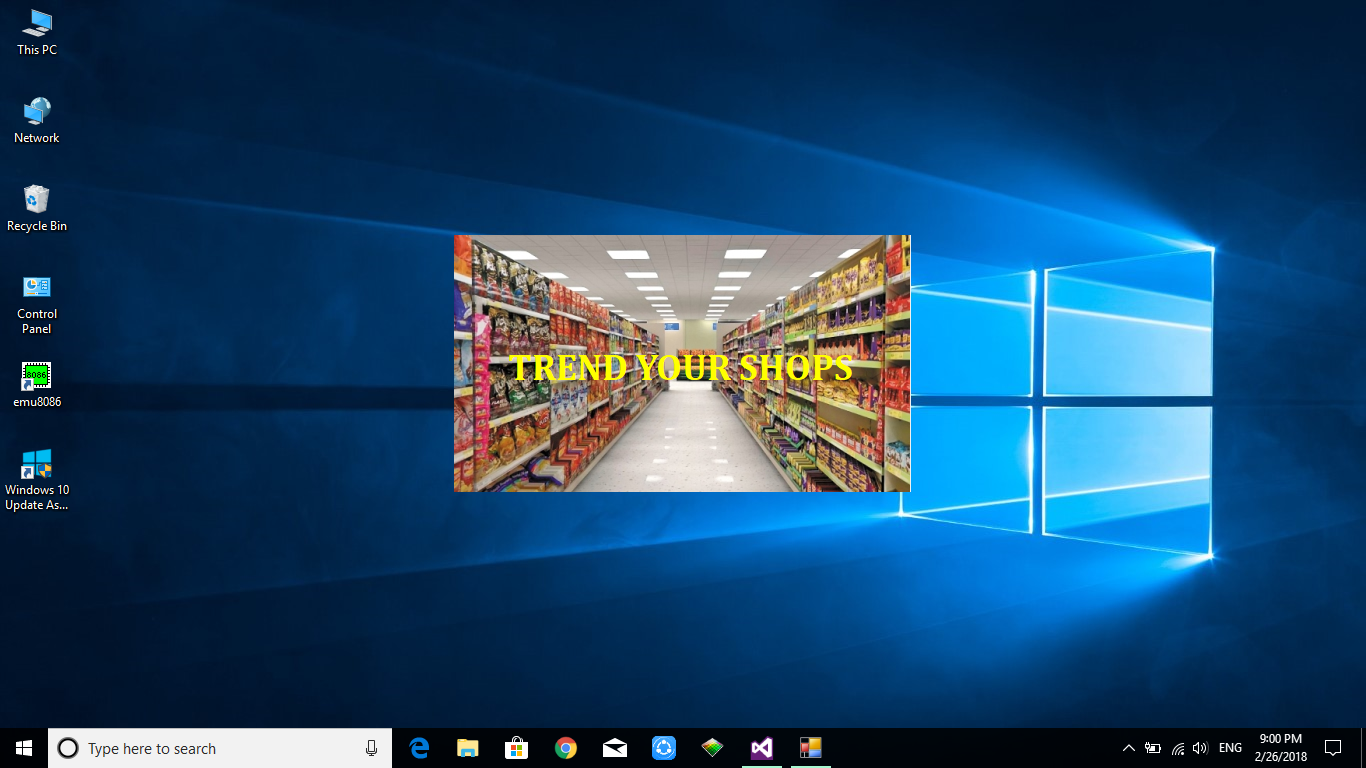 This PC
Network
Recycle Bin
Control
Panel
8086
emu8086
Windows 10
Update As...
TREND YOUR SHOPS
Type here to search
ENG
9:00 PM
2/26/2018